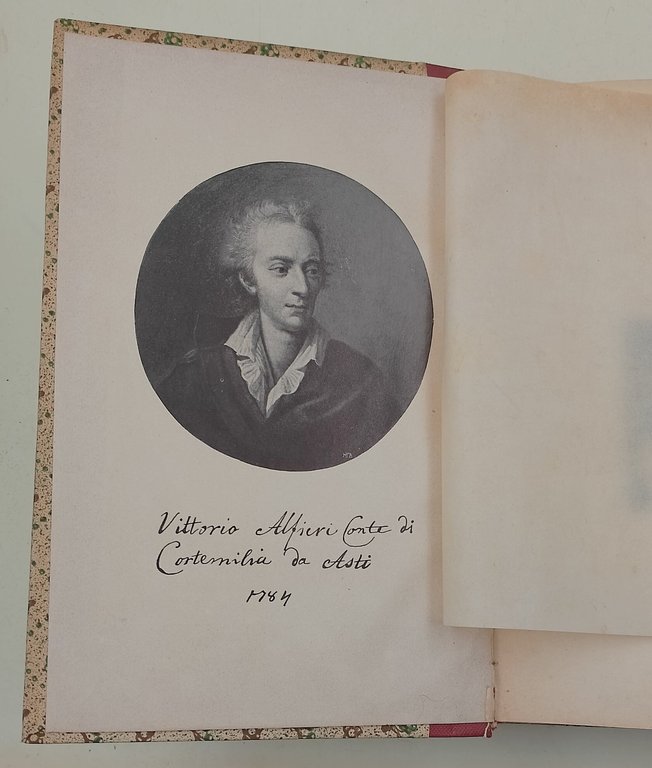 Vittorio Alfieri Conte di
Cortemilia da Asti
1784